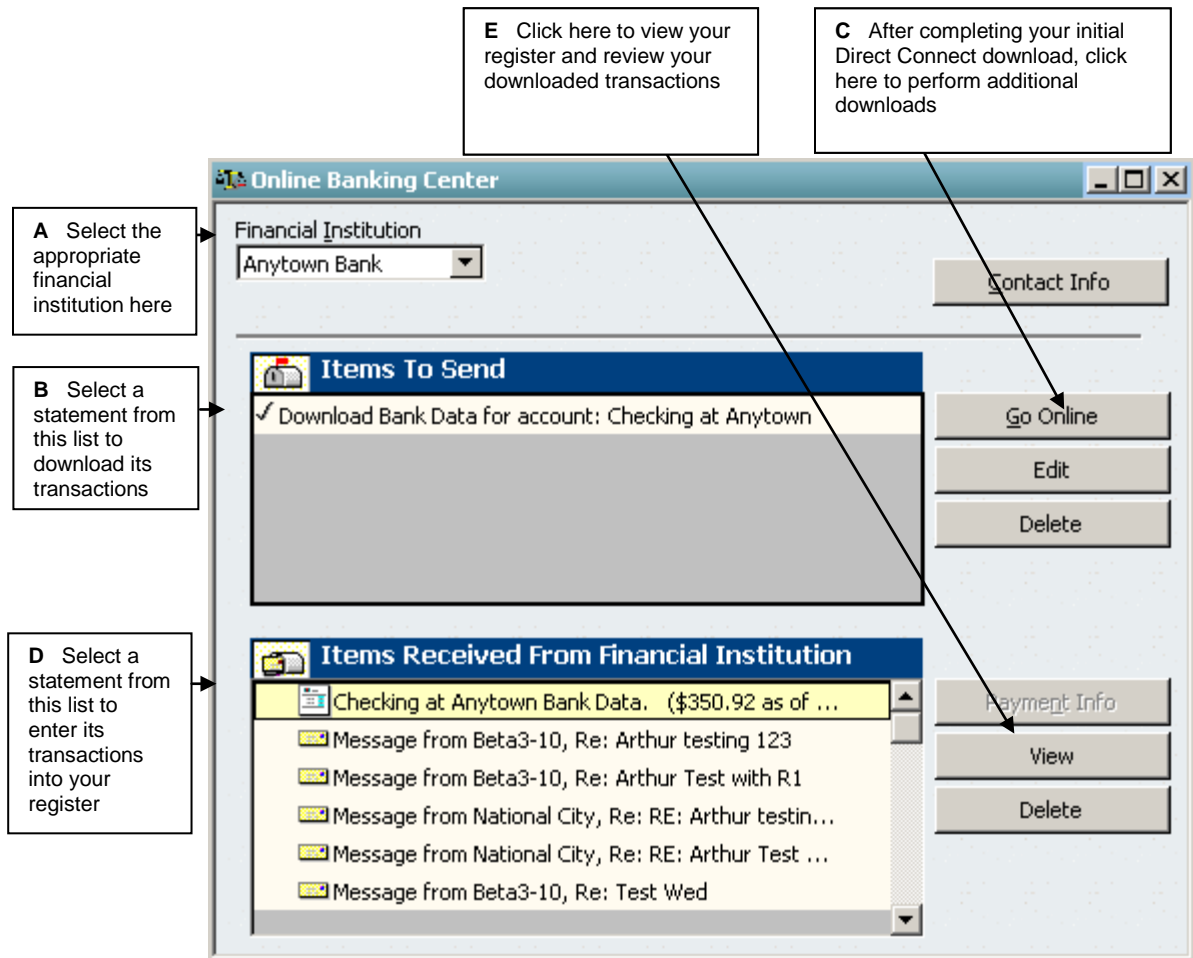 E Click here to view your
register and review your
downloaded transactions
C After completing your initial
Direct Connect download, click
here to perform additional
downloads
Online Banking Center
A Select the
appropriate
financial
institution here
Financial Institution
Anytown Bank
Contact Info
B Select a
statement from
this list to
download its
transactions
Items To Send
Download Bank Data for account: Checking at Anytown
Go Online
Edit
Delete
D Select a
statement from
this list to
enter its
transactions
into your
register
Items Received From Financial Institution
Checking at Anytown Bank Data. ($350.92 as of ...
Message from Beta3-10, Re: Arthur testing 123
Message from Beta3-10, Re: Arthur Test with R1
Message from National City, Re: RE: Arthur testin...
Message from National City, Re: RE: Arthur Test ...
Message from Beta3-10, Re: Test Wed
Payment Info
View
Delete